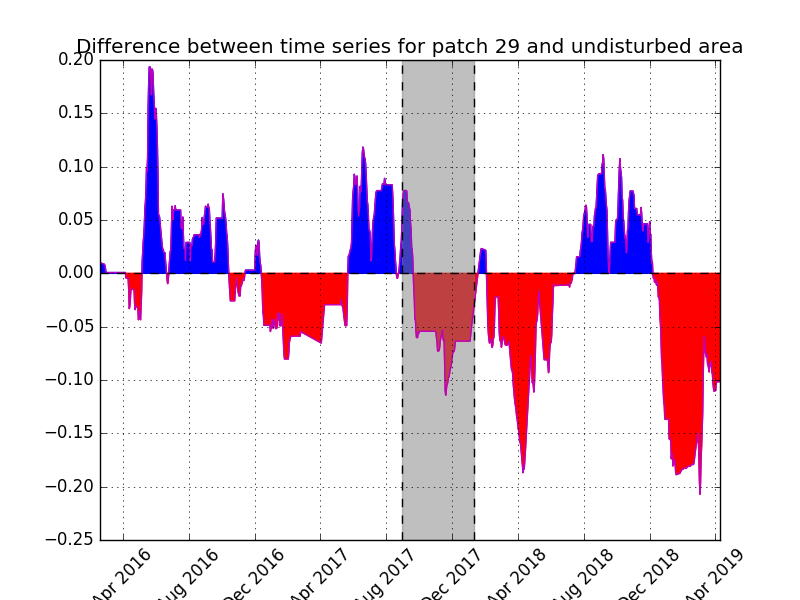 Difference between time series for patch 29 and undisturbed area
0.20
0.15
0.10
0.05
0.00
−0.05
−0.10
−0.15
−0.20
−0.25
Apr 2016
Aug 2016
Dec 2016
Apr 2017
Aug 2017
Dec 2017
Apr 2018
Aug 2018
Dec 2018
Apr 2019